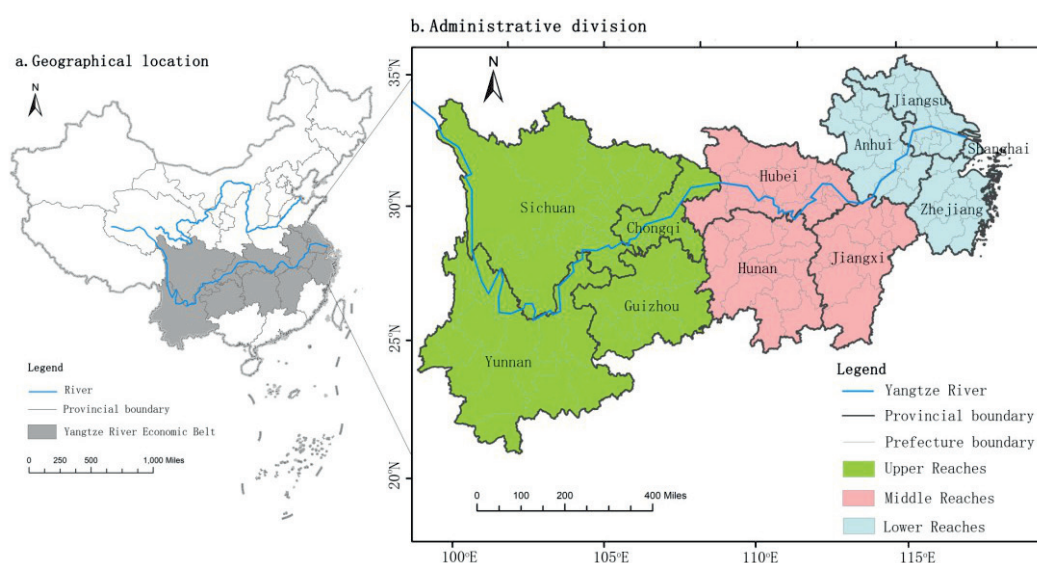 a.Geographical location
N
Legend
River
Provincial boundary
Yangtze River Economic Belt
0 250 500 1,000 Miles
b.Administrative division
N
35°N
30°N
25°N
20°N
100°E 105°E 110°E 115°E
Jiangsu
Anhui
Shanghai
Hubei
Zhejiang
Sichuan
Chongqi
Hunan
Jiangxi
Guizhou
Yunnan
0 100 200 400 Miles
Legend
Yangtze River
Provincial boundary
Prefecture boundary
Upper Reaches
Middle Reaches
Lower Reaches